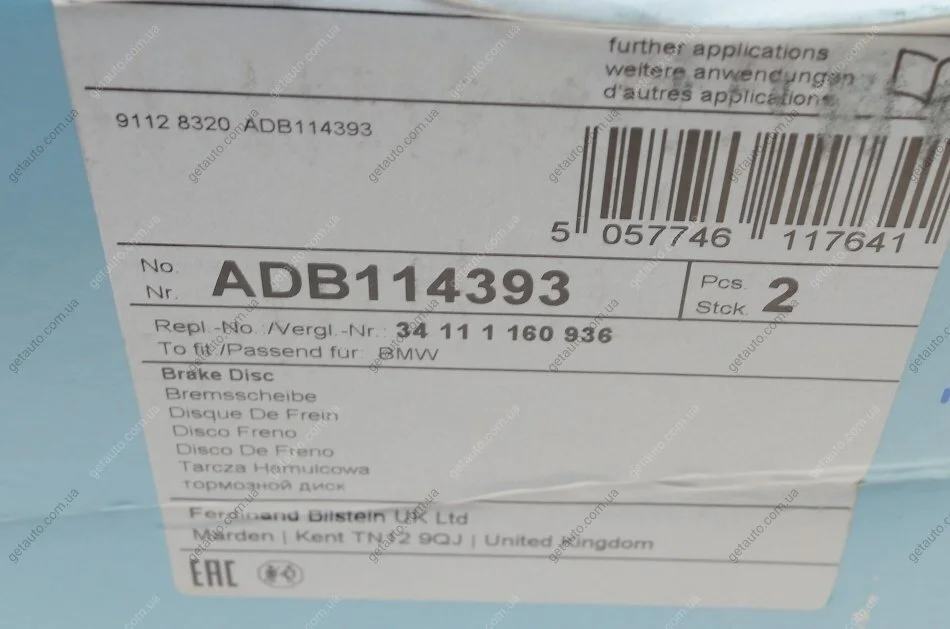 further applications
weitere anwendungen
d'autres applications
9112 8320 ADB114393
5 057746 117641
No.
Nr.
ADB114393
Pcs.
Stck.
2
Repl.-No. /Vergl.-Nr.: 34 11 1 160 936
To fit /Passend für: BMW
Brake Disc
Bremsscheibe
Disque De Frein
Disco Freno
Disco De Freno
Tarcza Hamulcowa
тормозной диск
Ferdinand Bilstein UK Ltd
Marden | Kent TN12 9QJ | United Kingdom
EAC
getauto.com.ua